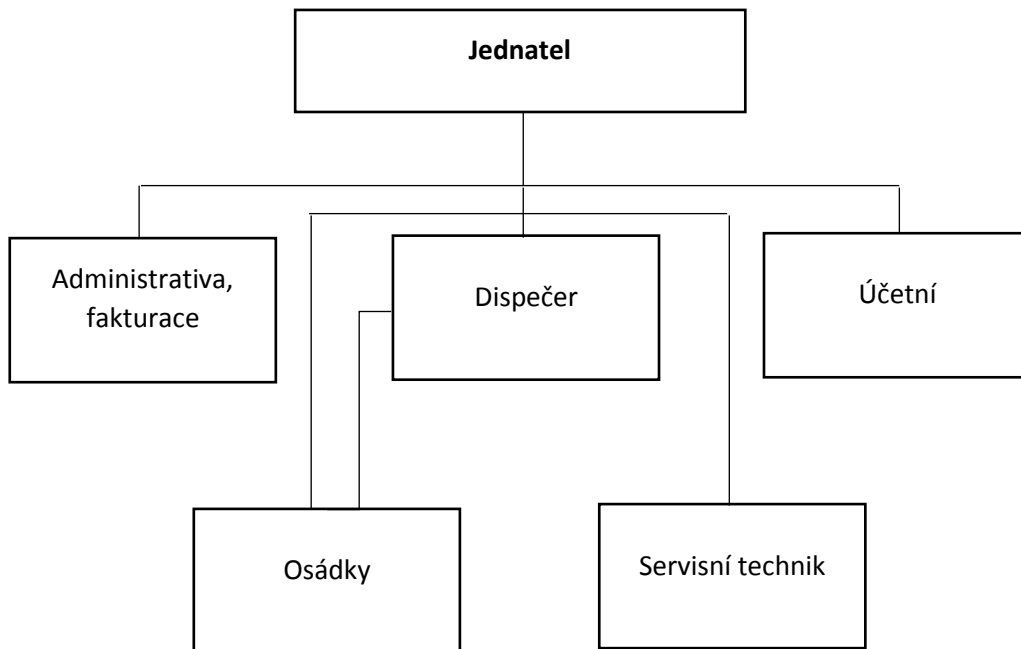 Jednatel
Administrativa,
fakturace
Dispečer
Účetní
Osádky
Servisní technik